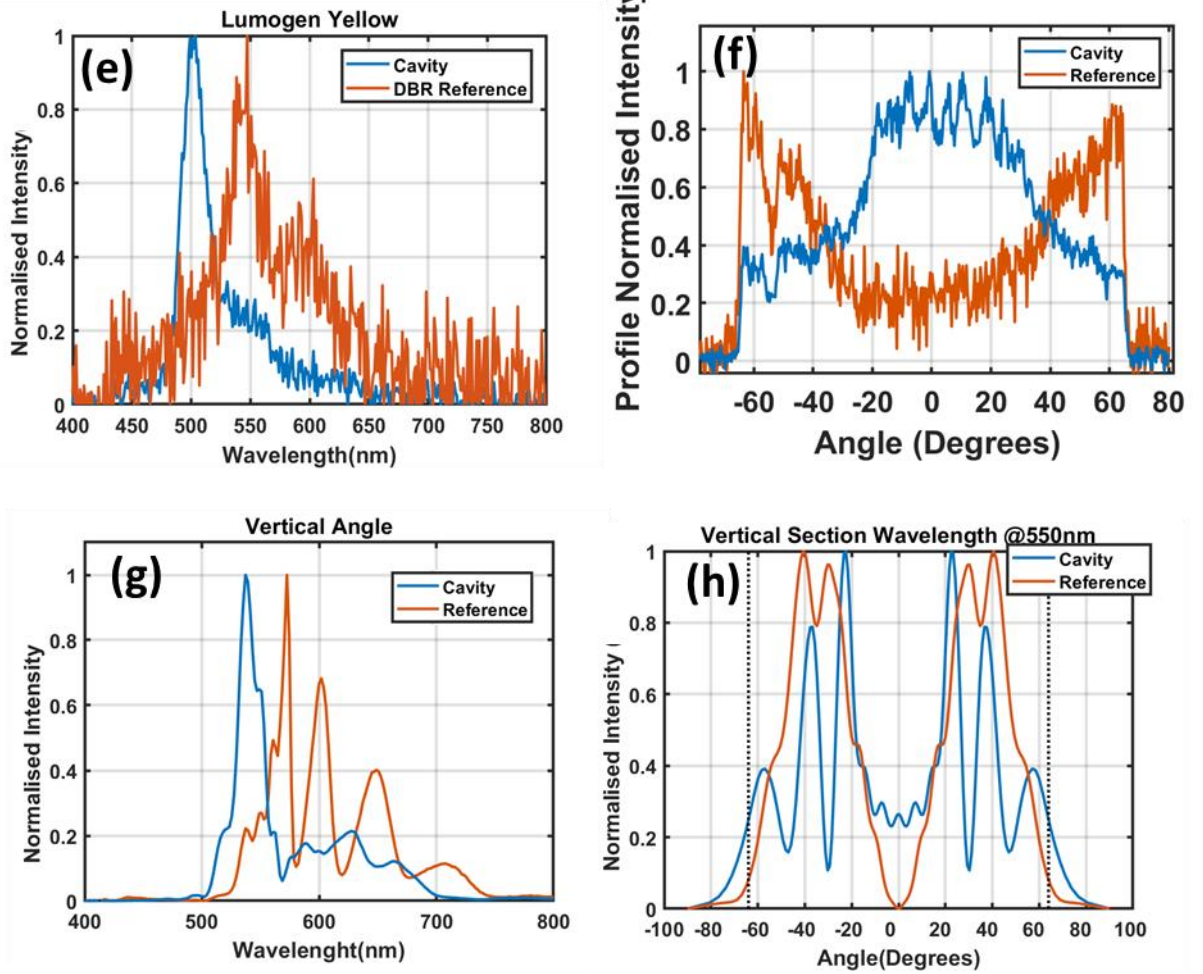 Lumogen Yellow
(e)
Cavity
DBR Reference
Normalised Intensity
1
0.8
0.6
0.4
0.2
0
400 450 500 550 600 650 700 750 800
Wavelength(nm)
(f)
Cavity
Reference
Profile Normalised Intensity
1
0.8
0.6
0.4
0.2
0
-60 -40 -20 0 20 40 60 80
Angle (Degrees)
Vertical Angle
(g)
Cavity
Reference
Normalised Intensity
1
0.8
0.6
0.4
0.2
0
400 500 600 700 800
Wavelenght(nm)
Vertical Section Wavelength @550nm
(h)
Cavity
Reference
Normalised Intensity (
1
0.8
0.6
0.4
0.2
0
-100 -80 -60 -40 -20 0 20 40 60 80 100
Angle(Degrees)